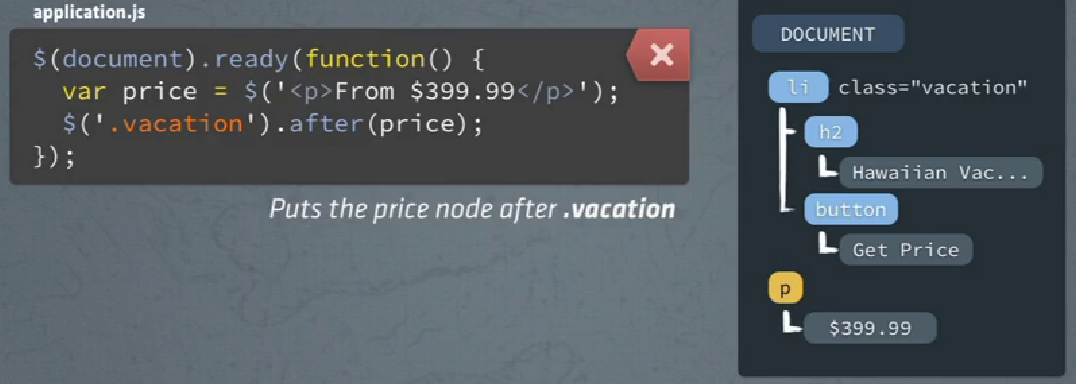 application.js
$(document).ready(function() {
  var price = $('<p>From $399.99</p>');
  $('.vacation').after(price);
});
Puts the price node after .vacation
DOCUMENT
li class="vacation"
h2
Hawaiian Vac...
button
Get Price
p
$399.99